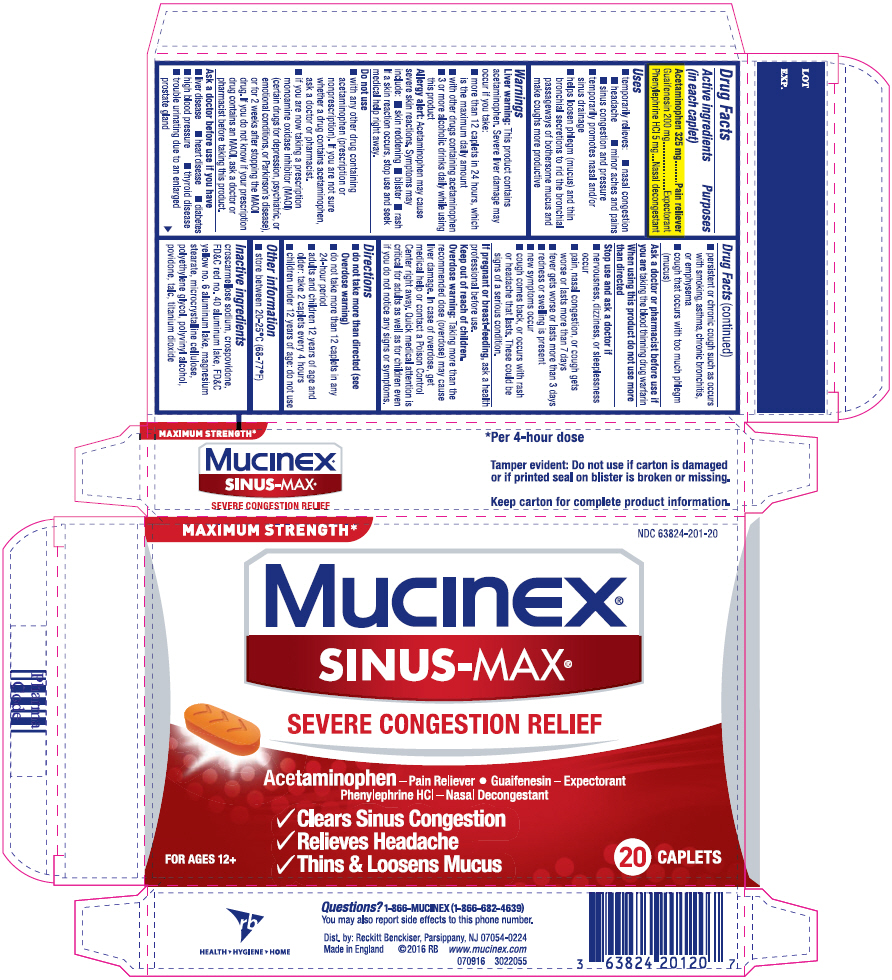 LOT
EXP.
Drug Facts
Active ingredients Purposes
(in each caplet)
Acetaminophen 325 mg........Pain reliever
Guaifenesin 200 mg................Expectorant
Phenylephrine HCl 5 mg....Nasal decongestant
Uses
■ temporarily relieves: ■ nasal congestion
■ headache ■ minor aches and pains
■ sinus congestion and pressure
■ temporarily promotes nasal and/or
sinus drainage
■ helps loosen phlegm (mucus) and thin
bronchial secretions to rid the bronchial
passageways of bothersome mucus and
make coughs more productive
Warnings
Liver warning: This product contains
acetaminophen. Severe liver damage may
occur if you take:
■ more than 12 caplets in 24 hours, which
is the maximum daily amount
■ with other drugs containing acetaminophen
■ 3 or more alcoholic drinks daily while using
this product
Allergy alert: Acetaminophen may cause
severe skin reactions. Symptoms may
include: ■ skin reddening ■ blister ■ rash
If a skin reaction occurs, stop use and seek
medical help right away.
Do not use
■ with any other drug containing
acetaminophen (prescription or
nonprescription). If you are not sure
whether a drug contains acetaminophen,
ask a doctor or pharmacist.
■ if you are now taking a prescription
monoamine oxidase inhibitor (MAOI)
(certain drugs for depression, psychiatric, or
emotional conditions, or Parkinson's disease)
or for 2 weeks after stopping the MAOI
drug. If you do not know if your prescription
drug contains an MAOI, ask a doctor or
pharmacist before taking this product.
Ask a doctor before use if you have
■ liver disease ■ heart disease ■ diabetes
■ high blood pressure ■ thyroid disease
■ trouble urinating due to an enlarged
prostate gland
Drug Facts (continued)
■ persistent or chronic cough such as occurs
with smoking, asthma, chronic bronchitis,
or emphysema
■ cough that occurs with too much phlegm
(mucus)
Ask a doctor or pharmacist before use if
you are taking the blood thinning drug warfarin
When using this product do not use more
than directed
Stop use and ask a doctor if
■ nervousness, dizziness, or sleeplessness
occur
■ pain, nasal congestion, or cough gets
worse or lasts more than 7 days
■ fever gets worse or lasts more than 3 days
■ redness or swelling is present
■ new symptoms occur
■ cough comes back, or occurs with rash
or headache that lasts. These could be
signs of a serious condition.
If pregnant or breast-feeding, ask a health
professional before use.
Keep out of reach of children.
Overdose warning: Taking more than the
recommended dose (overdose) may cause
liver damage. In case of overdose, get
medical help or contact a Poison Control
Center right away. Quick medical attention is
critical for adults as well as for children even
if you do not notice any signs or symptoms.
Directions
■ do not take more than directed (see
Overdose warning)
■ do not take more than 12 caplets in any
24-hour period
■ adults and children 12 years of age and
older: take 2 caplets every 4 hours
■ children under 12 years of age: do not use
Other information
■ store between 20-25°C (68-77°F)
Inactive ingredients
croscarmellose sodium, crospovidone,
FD&C red no. 40 aluminum lake, FD&C
yellow no. 6 aluminum lake, magnesium
stearate, microcrystalline cellulose,
polyethylene glycol, polyvinyl alcohol,
povidone, talc, titanium dioxide
MAXIMUM STRENGTH*
Mucinex®
SINUS-MAX®
SEVERE CONGESTION RELIEF
*Per 4-hour dose
Tamper evident: Do not use if carton is damaged
or if printed seal on blister is broken or missing.
Keep carton for complete product information.
MAXIMUM STRENGTH*
NDC 63824-201-20
Mucinex®
SINUS-MAX®
SEVERE CONGESTION RELIEF
Acetaminophen – Pain Reliever ● Guaifenesin – Expectorant
Phenylephrine HCl – Nasal Decongestant
✓Clears Sinus Congestion
✓Relieves Headache
✓Thins & Loosens Mucus
FOR AGES 12+
20 CAPLETS
Pharma
code
rb
HEALTH • HYGIENE • HOME
Questions? 1-866-MUCINEX (1-866-682-4639)
You may also report side effects to this phone number.
Dist. by: Reckitt Benckiser, Parsippany, NJ 07054-0224
Made in England ©2016 RB www.mucinex.com
070916 3022055
3 63824 20120 7